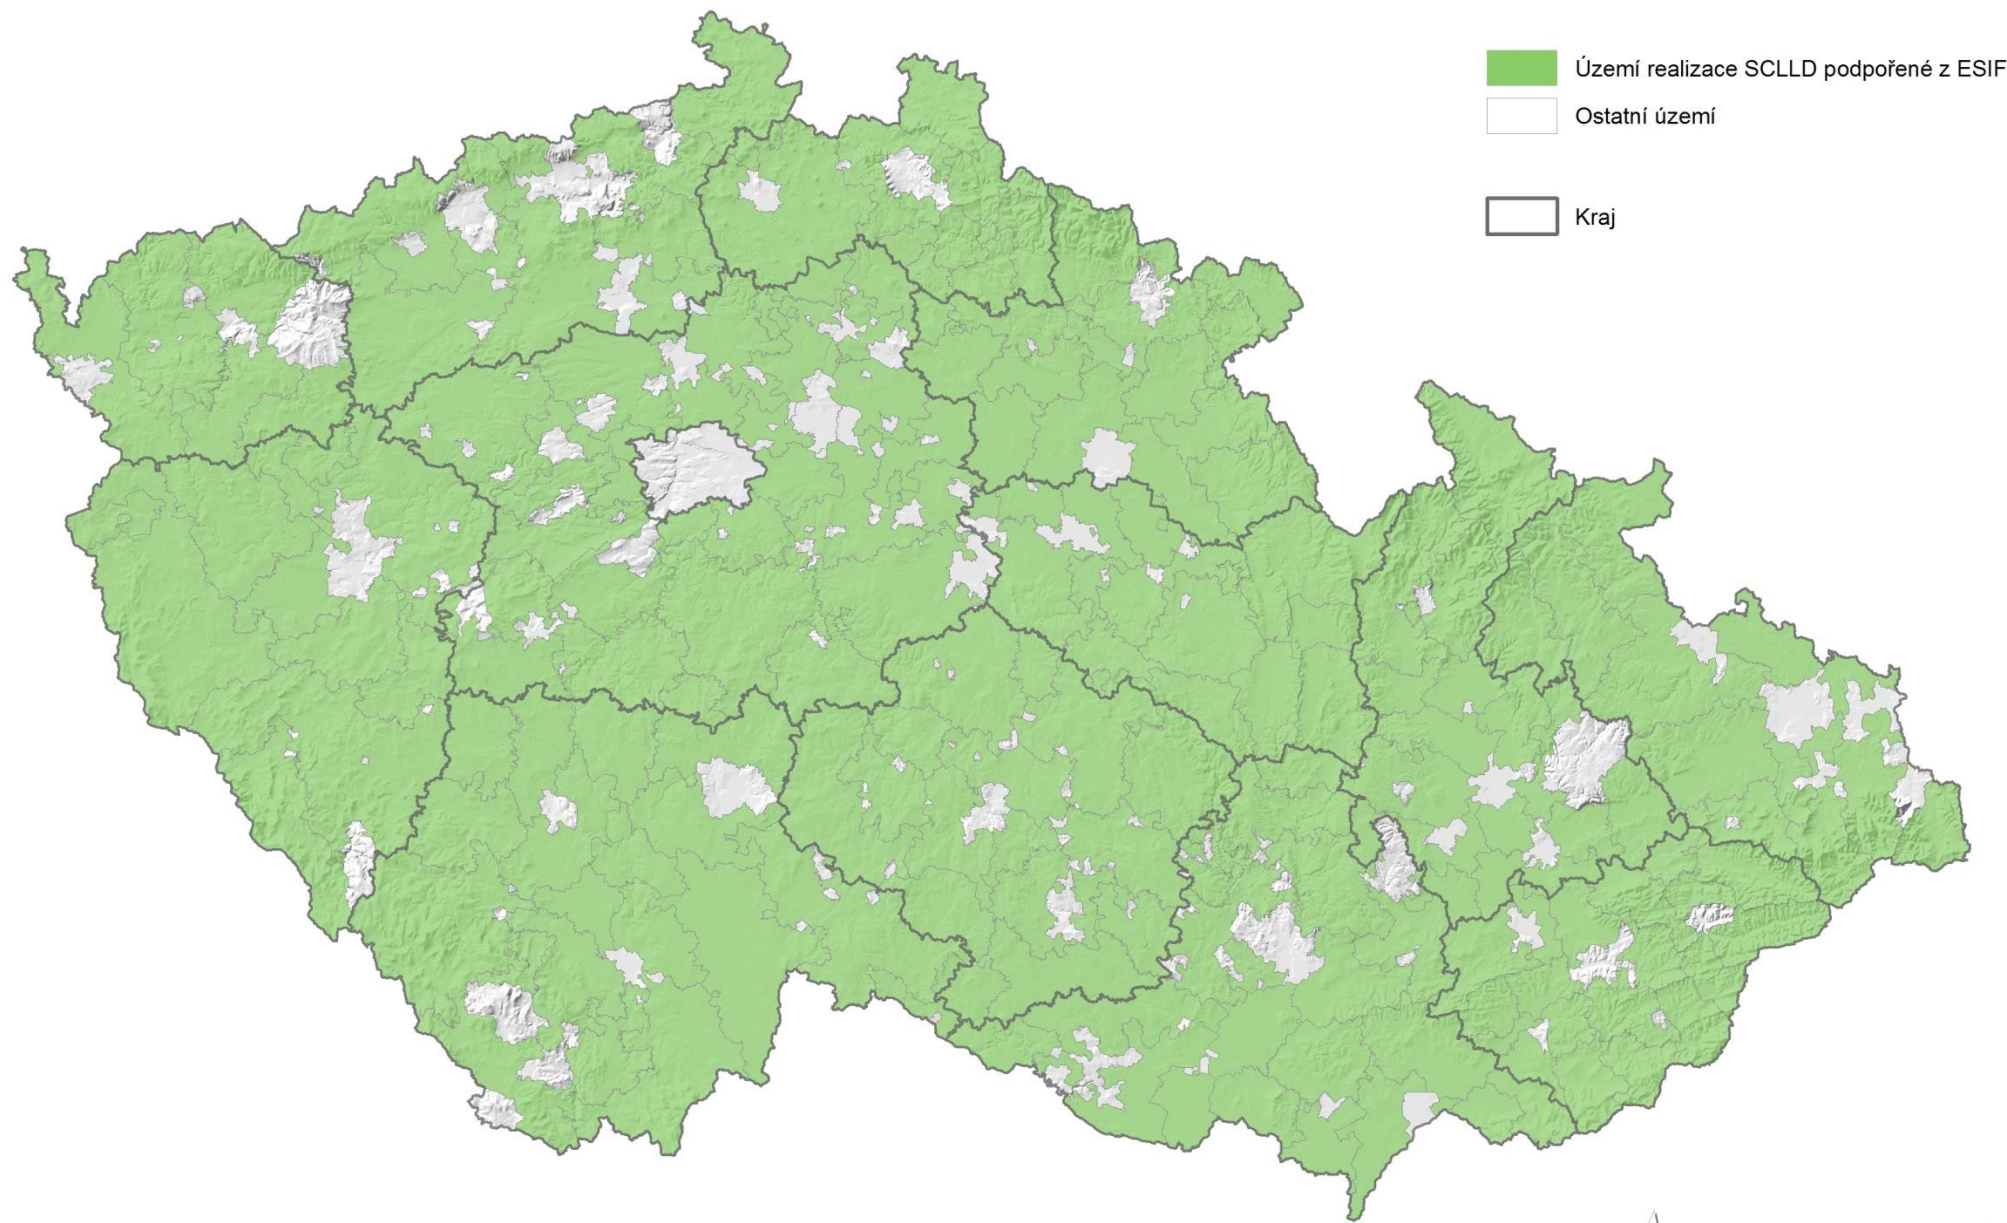 Území realizace SCLLD podpořené z ESIF
Ostatní území
Kraj